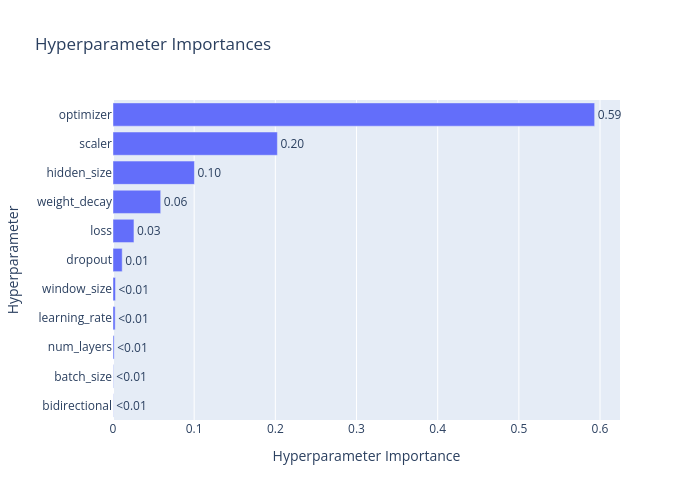 Hyperparameter Importances
Hyperparameter
optimizer 0.59
scaler 0.20
hidden_size 0.10
weight_decay 0.06
loss 0.03
dropout 0.01
window_size <0.01
learning_rate <0.01
num_layers <0.01
batch_size <0.01
bidirectional <0.01
0 0.1 0.2 0.3 0.4 0.5 0.6
Hyperparameter Importance